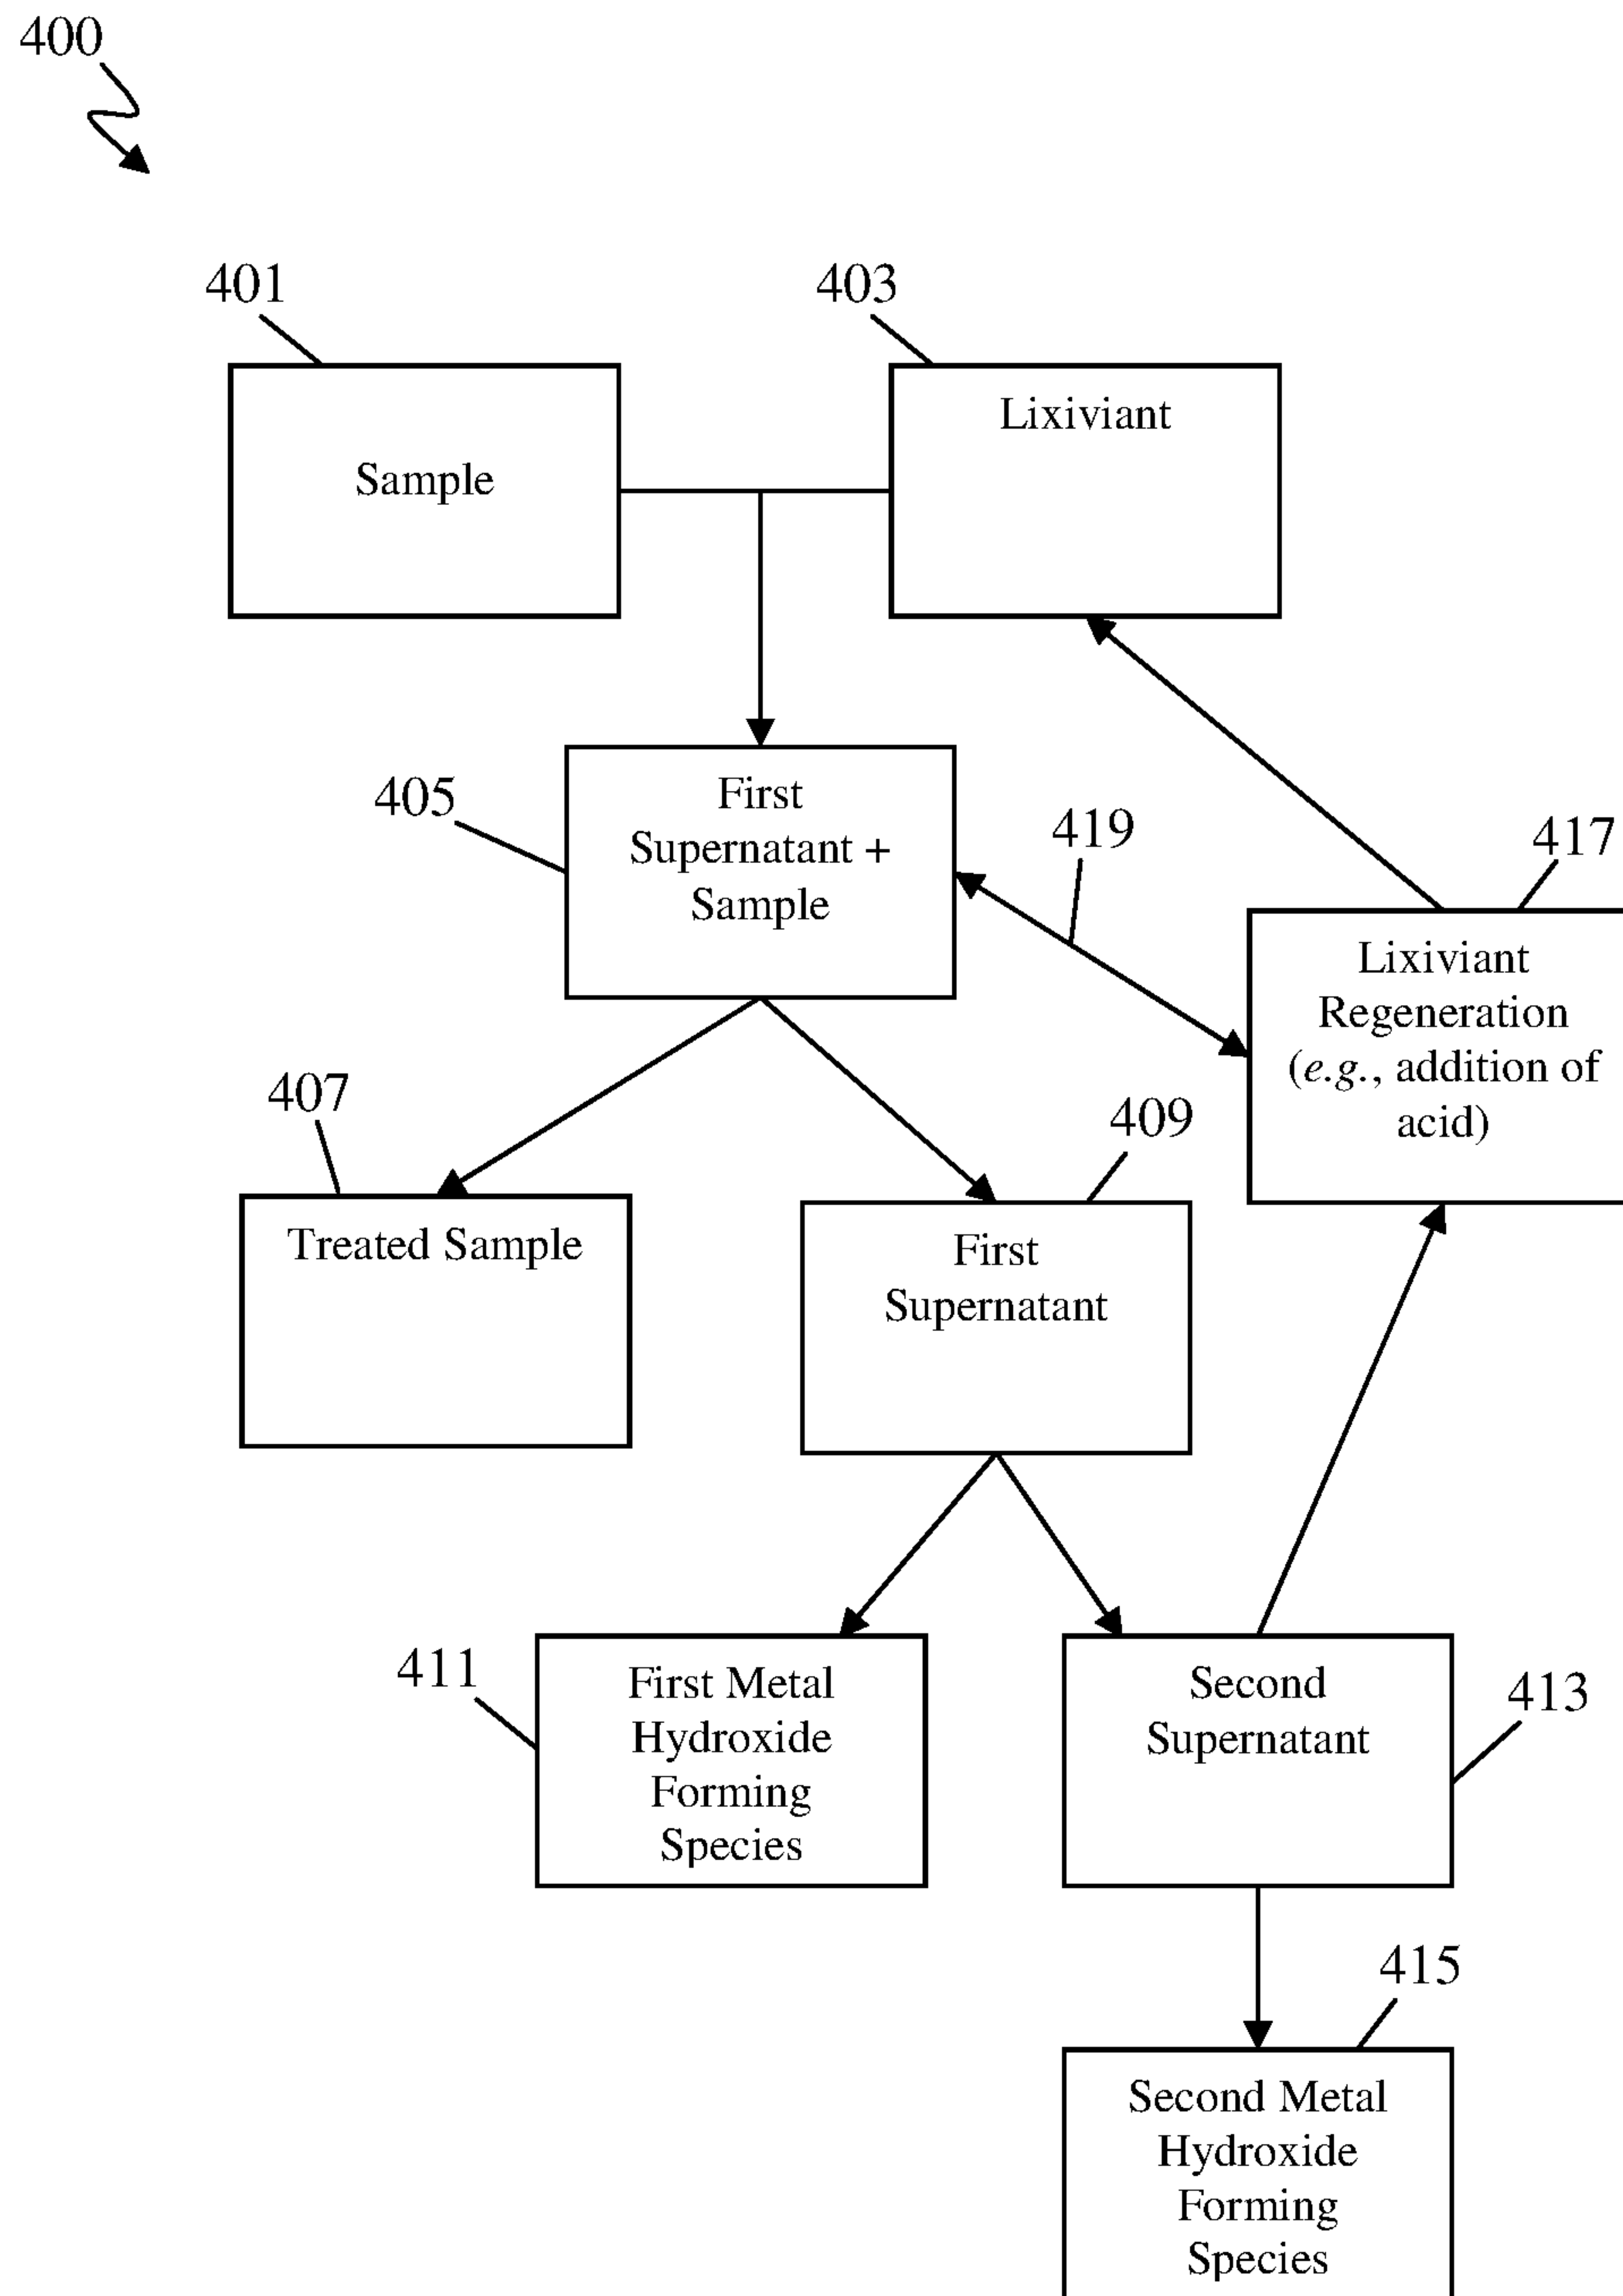 400
401
403
Sample
Lixiviant
405
First
Supernatant +
Sample
419
417
Lixiviant
Regeneration
(e.g., addition of
acid)
407
409
Treated Sample
First
Supernatant
411
First Metal
Hydroxide
Forming
Species
Second
Supernatant
413
415
Second Metal
Hydroxide
Forming
Species